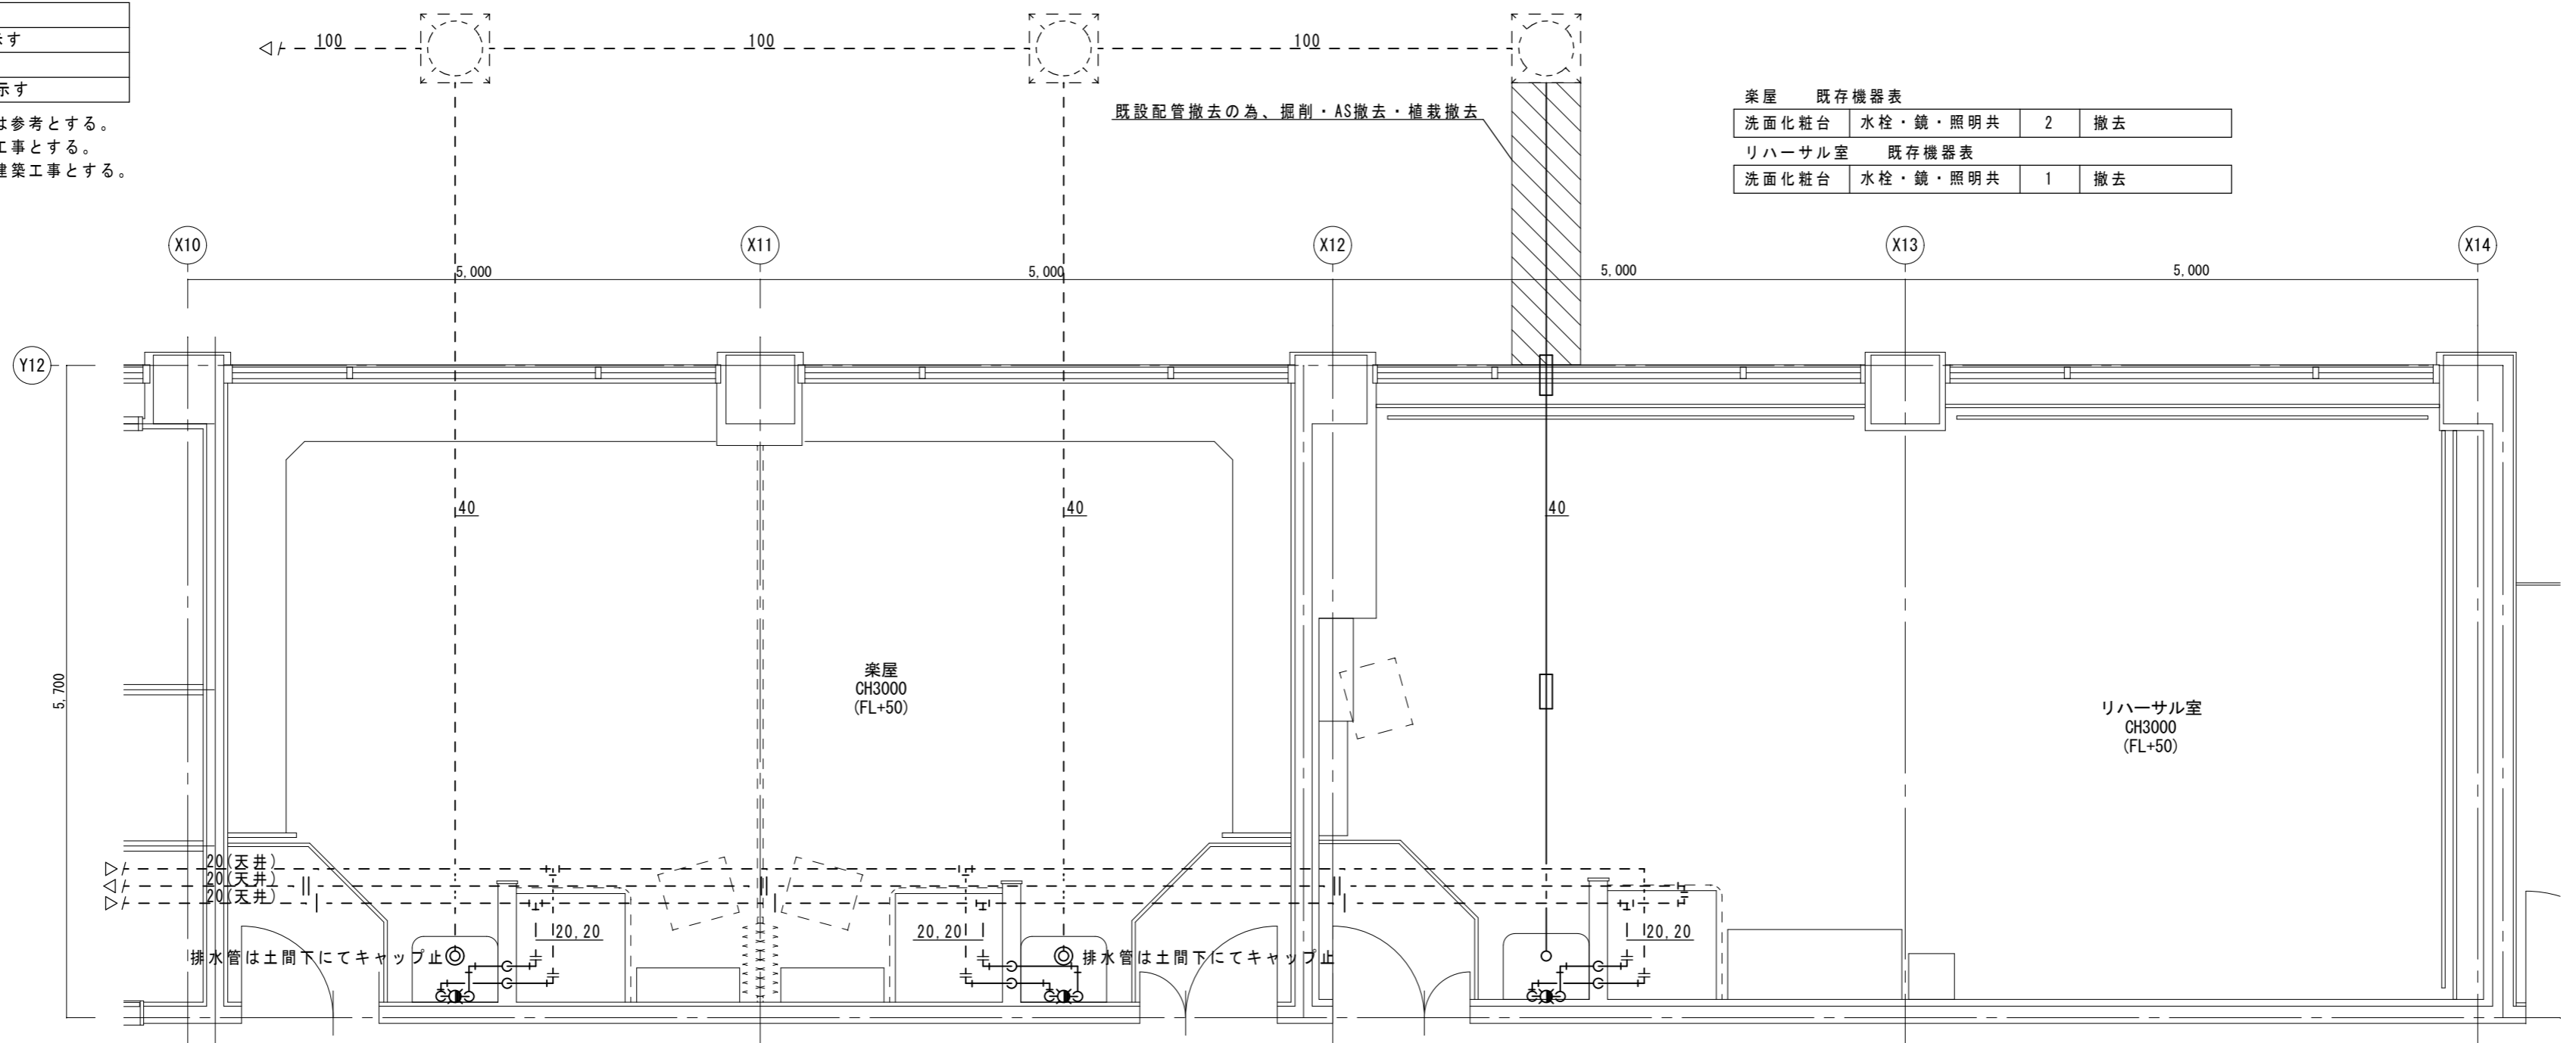 示す
は参考とする。
工事とする。
建築工事とする。
100
100
100
既設配管撤去の為、掘削・AS撤去・植栽撤去
楽屋 既存機器表
洗面化粧台 水栓・鏡・照明共 2 撤去
リハーサル室 既存機器表
洗面化粧台 水栓・鏡・照明共 1 撤去
X10
X11
X12
X13
X14
5,000
5,000
5,000
5,000
Y12
5,700
40
40
40
楽屋
CH3000
(FL+50)
リハーサル室
CH3000
(FL+50)
20(天井)
20(天井)
20(天井)
20,20
20,20
20,20
排水管は土間下にてキャップ止
排水管は土間下にてキャップ止